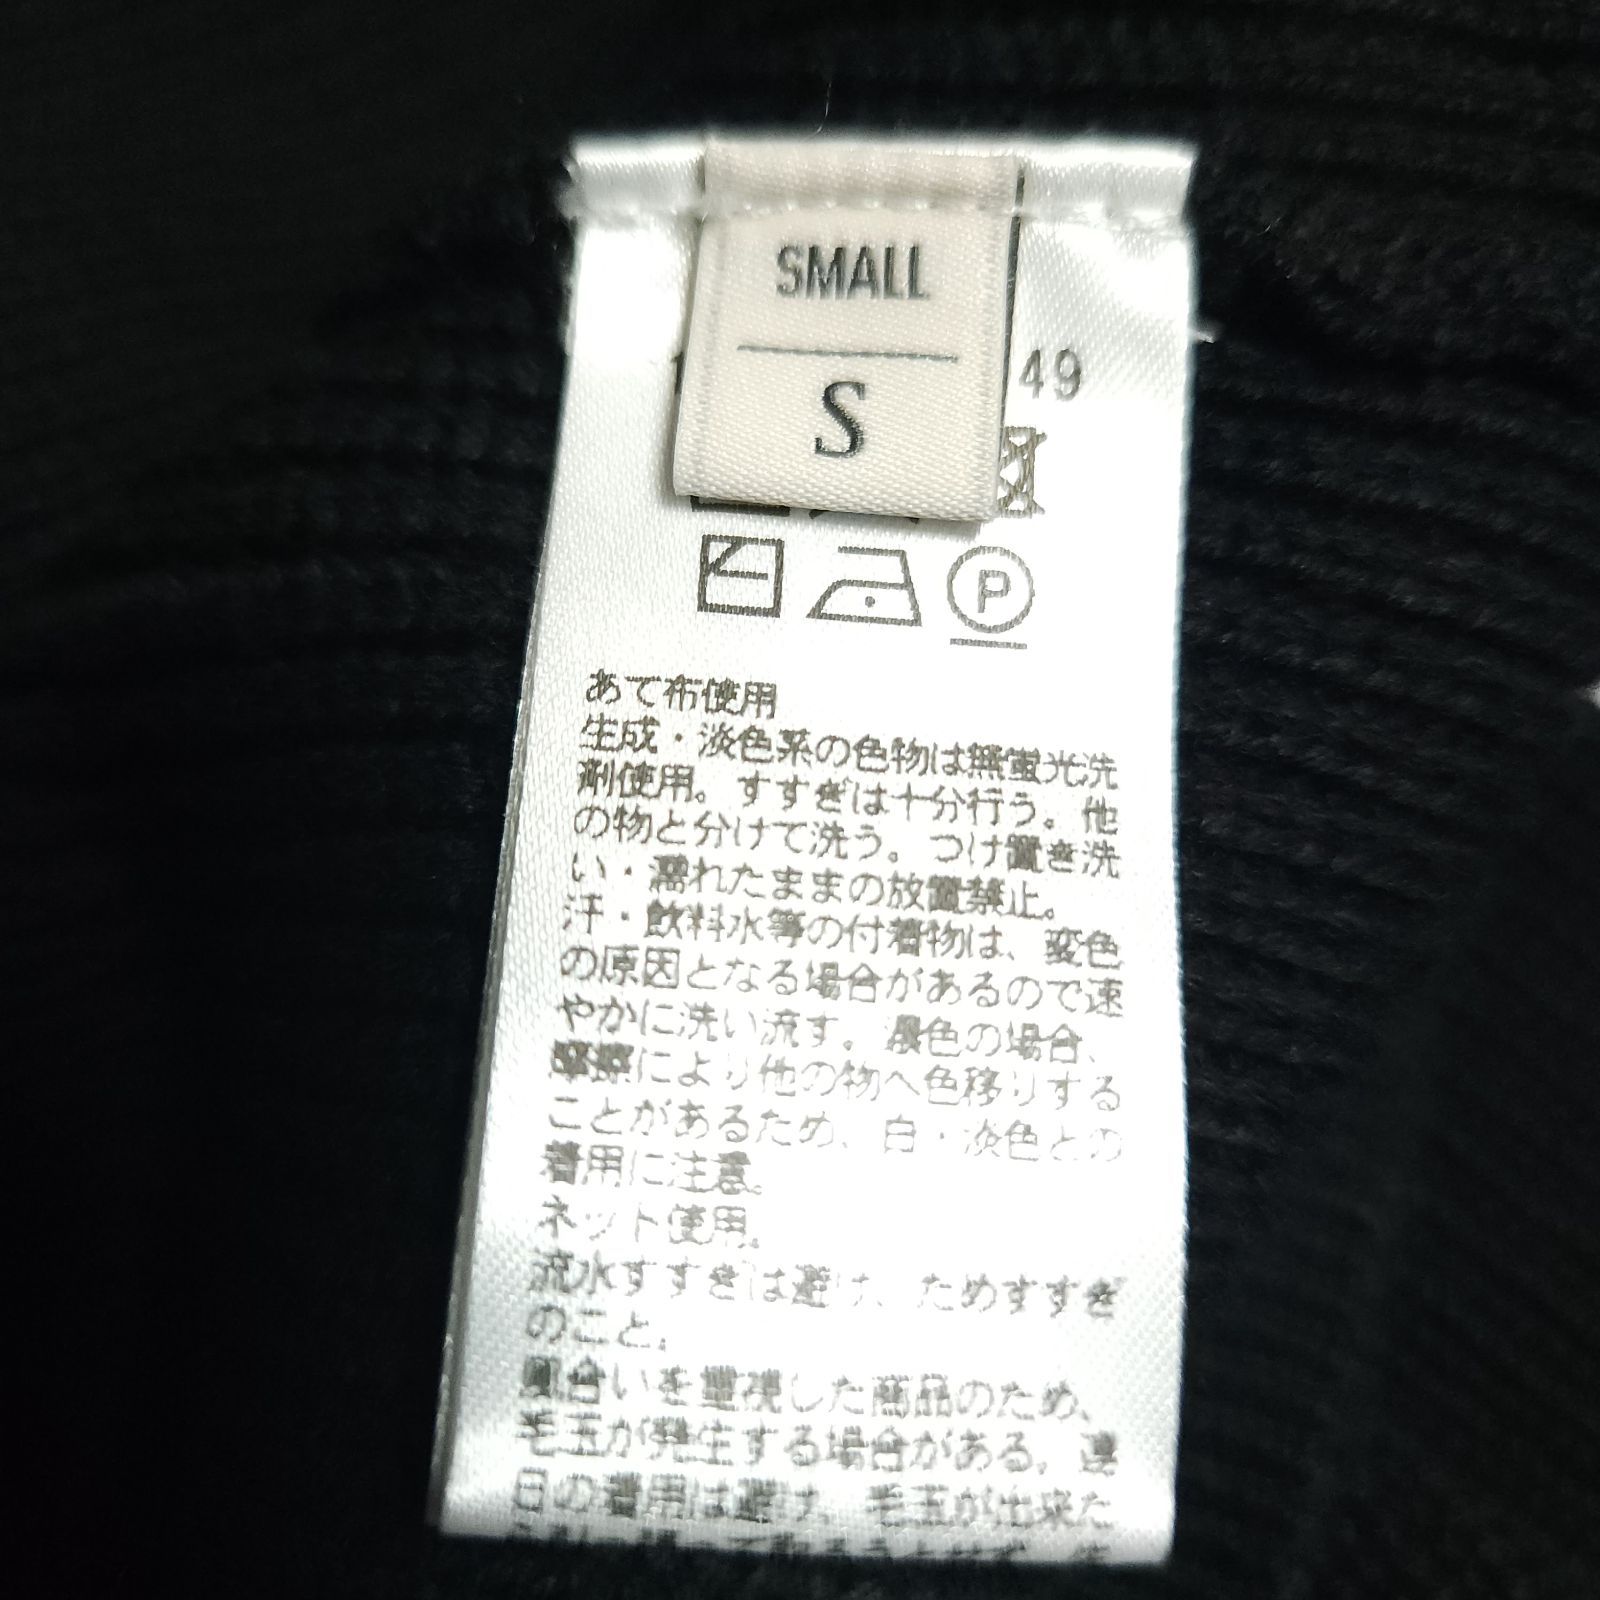 SMALL
S
49
P
あて布使用
生成・淡色系の色物は無蛍光洗
剤使用。すすぎは十分行う。他
の物と分けて洗う。つけ置き洗
い・濡れたままの放置禁止。
汗・飲料水等の付着物は、変色
の原因となる場合があるので速
やかに洗い流す。濃色の場合、
摩擦により他の物へ色移りする
ことがあるため、白・淡色との
着用に注意。
ネット使用。
流水すすぎは避け、ためすすぎ
のこと。
風合いを重視した商品のため、
毛玉が発生する場合がある。連
日の着用は避け、毛玉が出来た